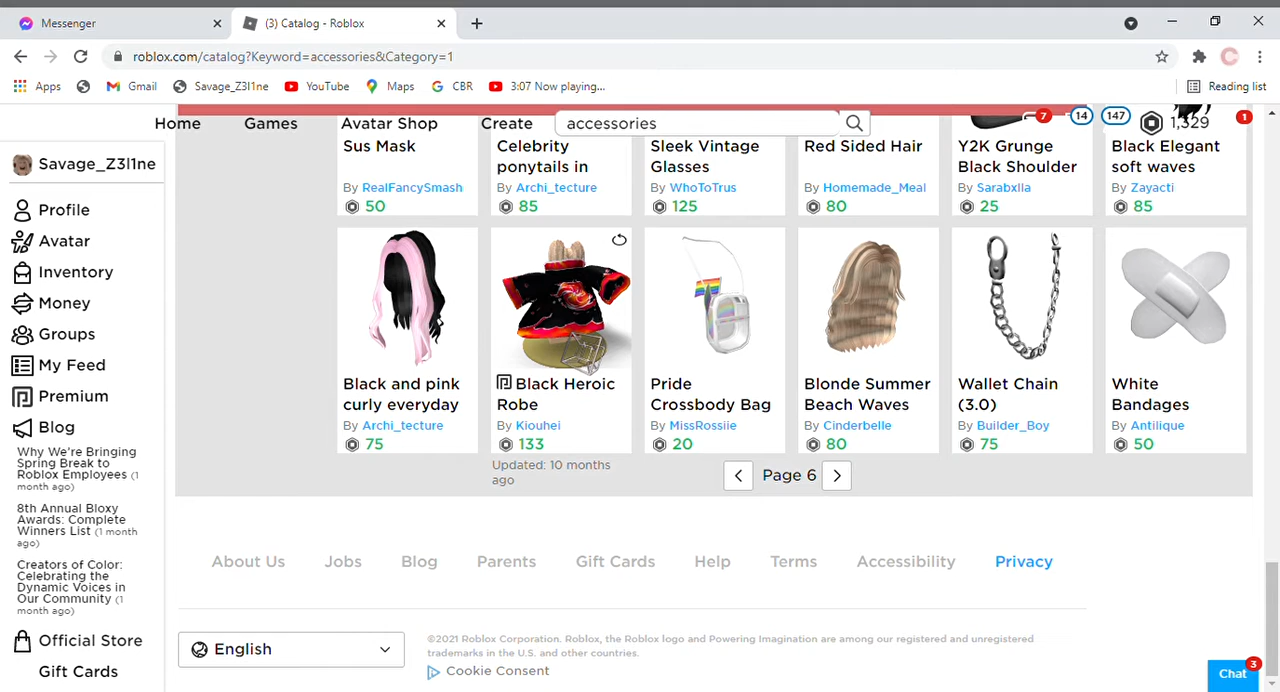 Messenger
(3) Catalog - Roblox
roblox.com/catalog?Keyword=accessories&Category=1
Apps
Gmail
Savage_Z3l1ne
YouTube
Maps
CBR
3:07 Now playing...
Reading list
Home
Games
Avatar Shop
Create
accessories
7
14
147
1,329
1
Savage_Z3l1ne
Profile
Avatar
Inventory
Money
Groups
My Feed
Premium
Blog
Why We're Bringing
Spring Break to
Roblox Employees (1
month ago)
8th Annual Bloxy
Awards: Complete
Winners List (1 month
ago)
Creators of Color:
Celebrating the
Dynamic Voices in
Our Community (1
month ago)
Official Store
Gift Cards
Sus Mask
By RealFancySmash
50
Celebrity
ponytails in
By Archi_tecture
85
Sleek Vintage
Glasses
By WhoToTrus
125
Red Sided Hair
By Homemade_Meal
80
Y2K Grunge
Black Shoulder
By Sarabxlla
25
Black Elegant
soft waves
By Zayacti
85
Black and pink
curly everyday
By Archi_tecture
75
Black Heroic
Robe
By Kiouhei
133
Updated: 10 months
ago
Pride
Crossbody Bag
By MissRossiie
20
Blonde Summer
Beach Waves
By Cinderbelle
80
Wallet Chain
(3.0)
By Builder_Boy
75
White
Bandages
By Antilique
50
Page 6
About Us
Jobs
Blog
Parents
Gift Cards
Help
Terms
Accessibility
Privacy
English
©2021 Roblox Corporation. Roblox, the Roblox logo and Powering Imagination are among our registered and unregistered
trademarks in the U.S. and other countries.
Cookie Consent
Chat
3